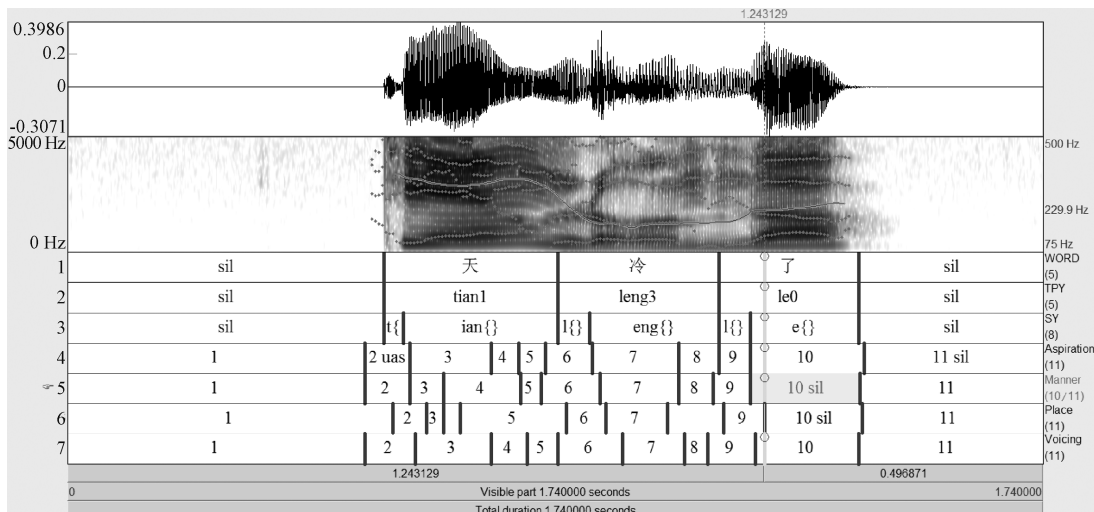 1.243129
0.3986
0.2
0
-0.3071
5000 Hz 500 Hz
229.9 Hz
0 Hz 75 Hz
1 sil 天 冷 了 sil WORD (5)
2 sil tian1 leng3 le0 sil TPY (5)
3 sil t{ ian{} l{} eng{} l{} e{} sil SY (8)
4 1 2 uas 3 4 5 6 7 8 9 10 11 sil Aspiration (11)
5 1 2 3 4 5 6 7 8 9 10 sil 11 Manner (10/11)
6 1 2 3 5 6 7 9 10 sil 11 Place (11)
7 1 2 3 4 5 6 7 8 9 10 11 Voicing (11)
1.243129 0.496871
0 Visible part 1.740000 seconds 1.740000
Total duration 1.740000 seconds